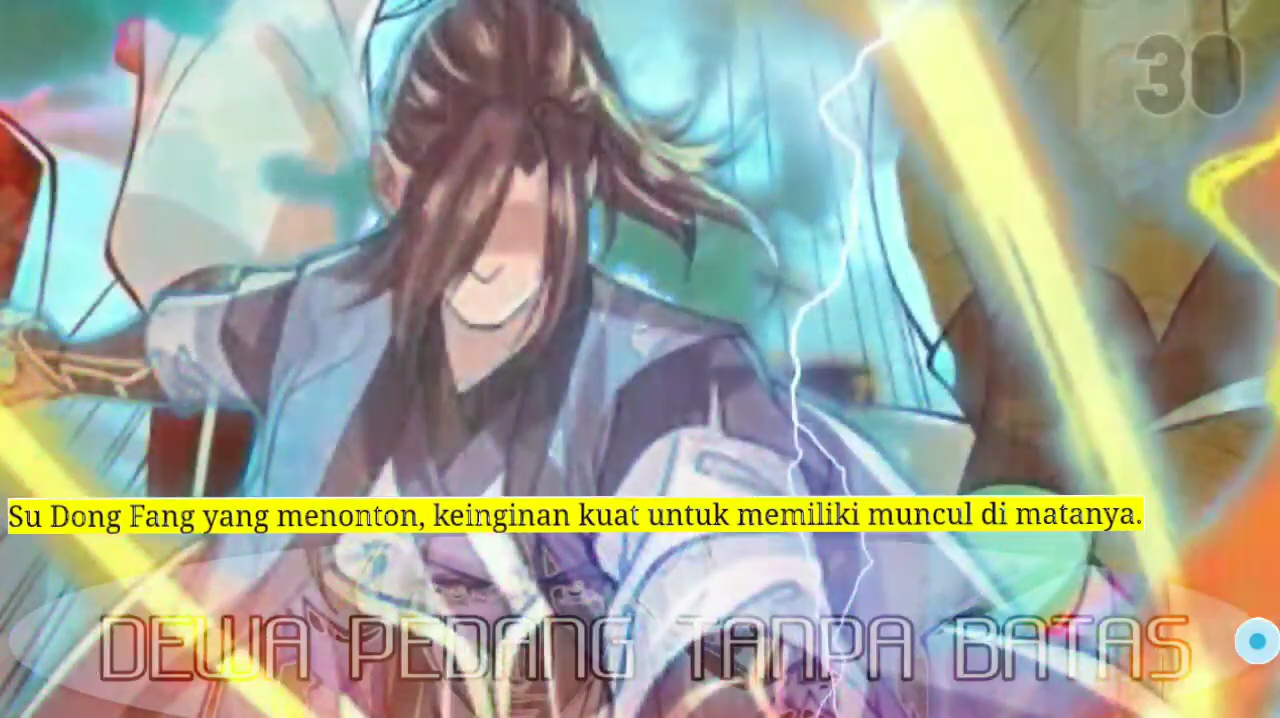 30
Su Dong Fang yang menonton, keinginan kuat untuk memiliki muncul di matanya.
DEWA PEDANG TANPA BATAS